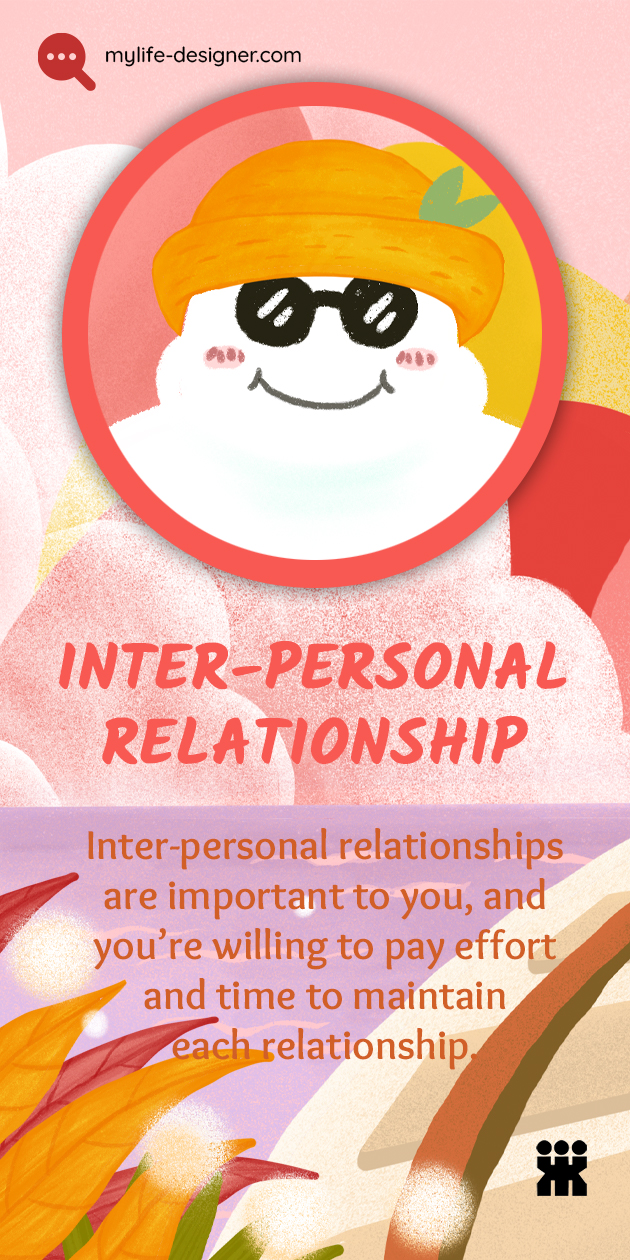 mylife-designer.com
INTER-PERSONAL
RELATIONSHIP
Inter-personal relationships
are important to you, and
you're willing to pay effort
and time to maintain
each relationship.